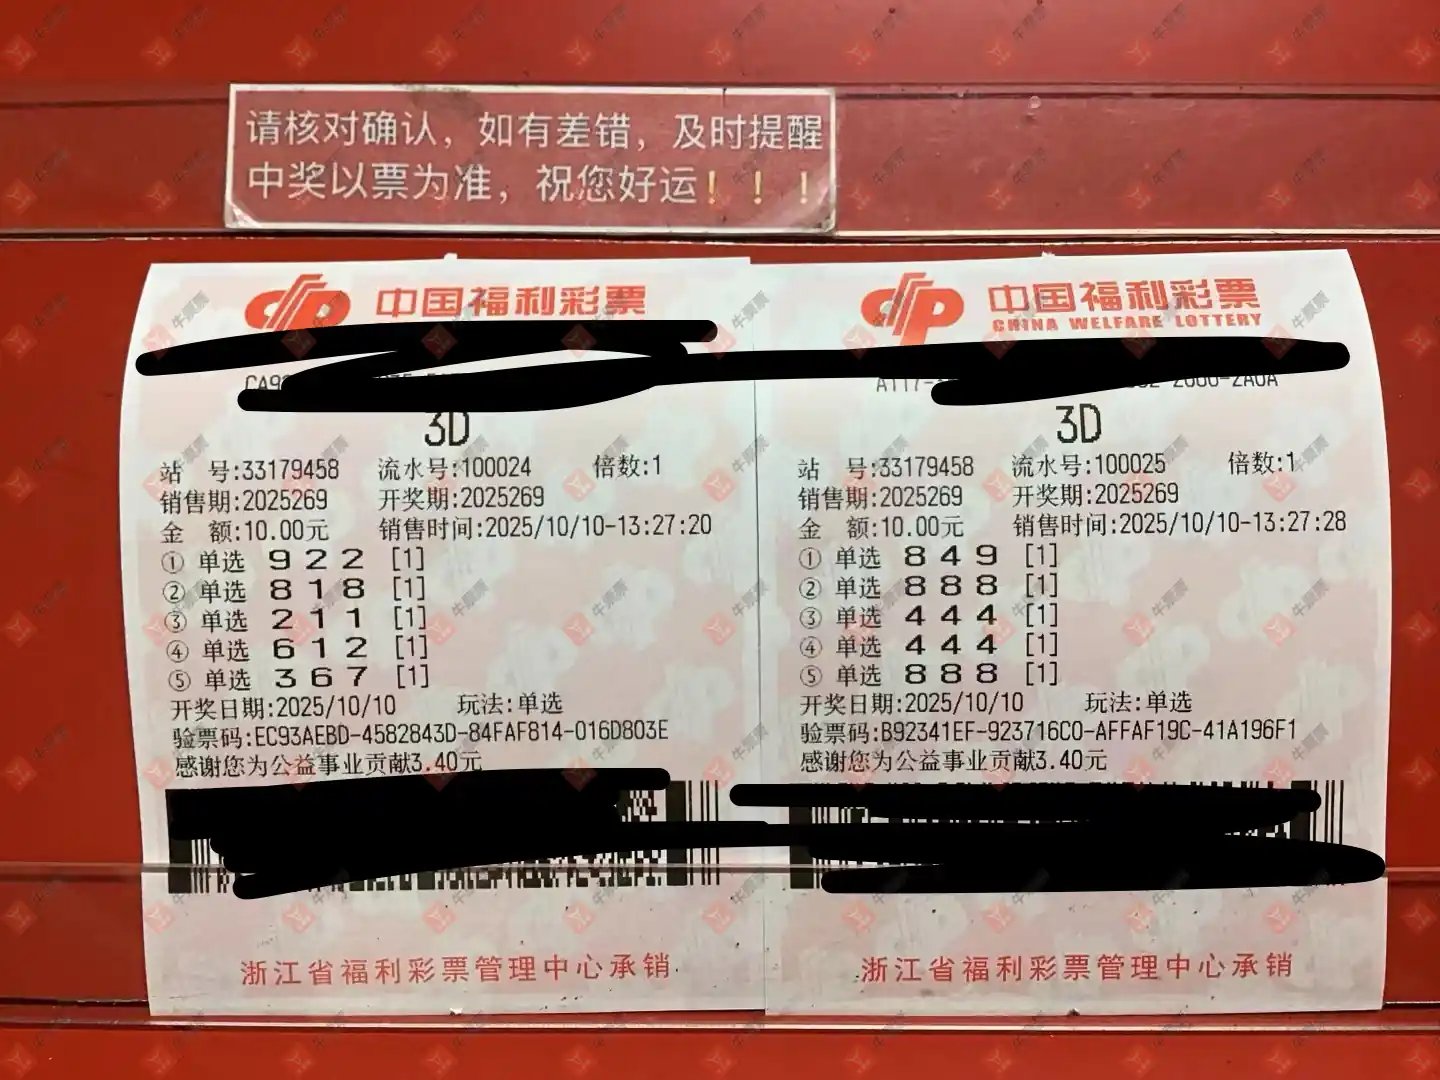 请核对确认，如有差错，及时提醒
中奖以票为准，祝您好运！！！
中国福利彩票
3D
站 号:33179458 流水号:100024 倍数:1
销售期:2025269 开奖期:2025269
金 额:10.00元 销售时间:2025/10/10-13:27:20
① 单选 9 2 2 [1]
② 单选 8 1 8 [1]
③ 单选 2 1 1 [1]
④ 单选 6 1 2 [1]
⑤ 单选 3 6 7 [1]
开奖日期:2025/10/10 玩法:单选
验票码:EC93AEBD-4582843D-84FAF814-016D803E
感谢您为公益事业贡献3.40元
浙江省福利彩票管理中心承销
中国福利彩票
CHINA WELFARE LOTTERY
3D
站 号:33179458 流水号:100025 倍数:1
销售期:2025269 开奖期:2025269
金 额:10.00元 销售时间:2025/10/10-13:27:28
① 单选 8 4 9 [1]
② 单选 8 8 8 [1]
③ 单选 4 4 4 [1]
④ 单选 4 4 4 [1]
⑤ 单选 8 8 8 [1]
开奖日期:2025/10/10 玩法:单选
验票码:B92341EF-923716C0-AFFAF19C-41A196F1
感谢您为公益事业贡献3.40元
浙江省福利彩票管理中心承销